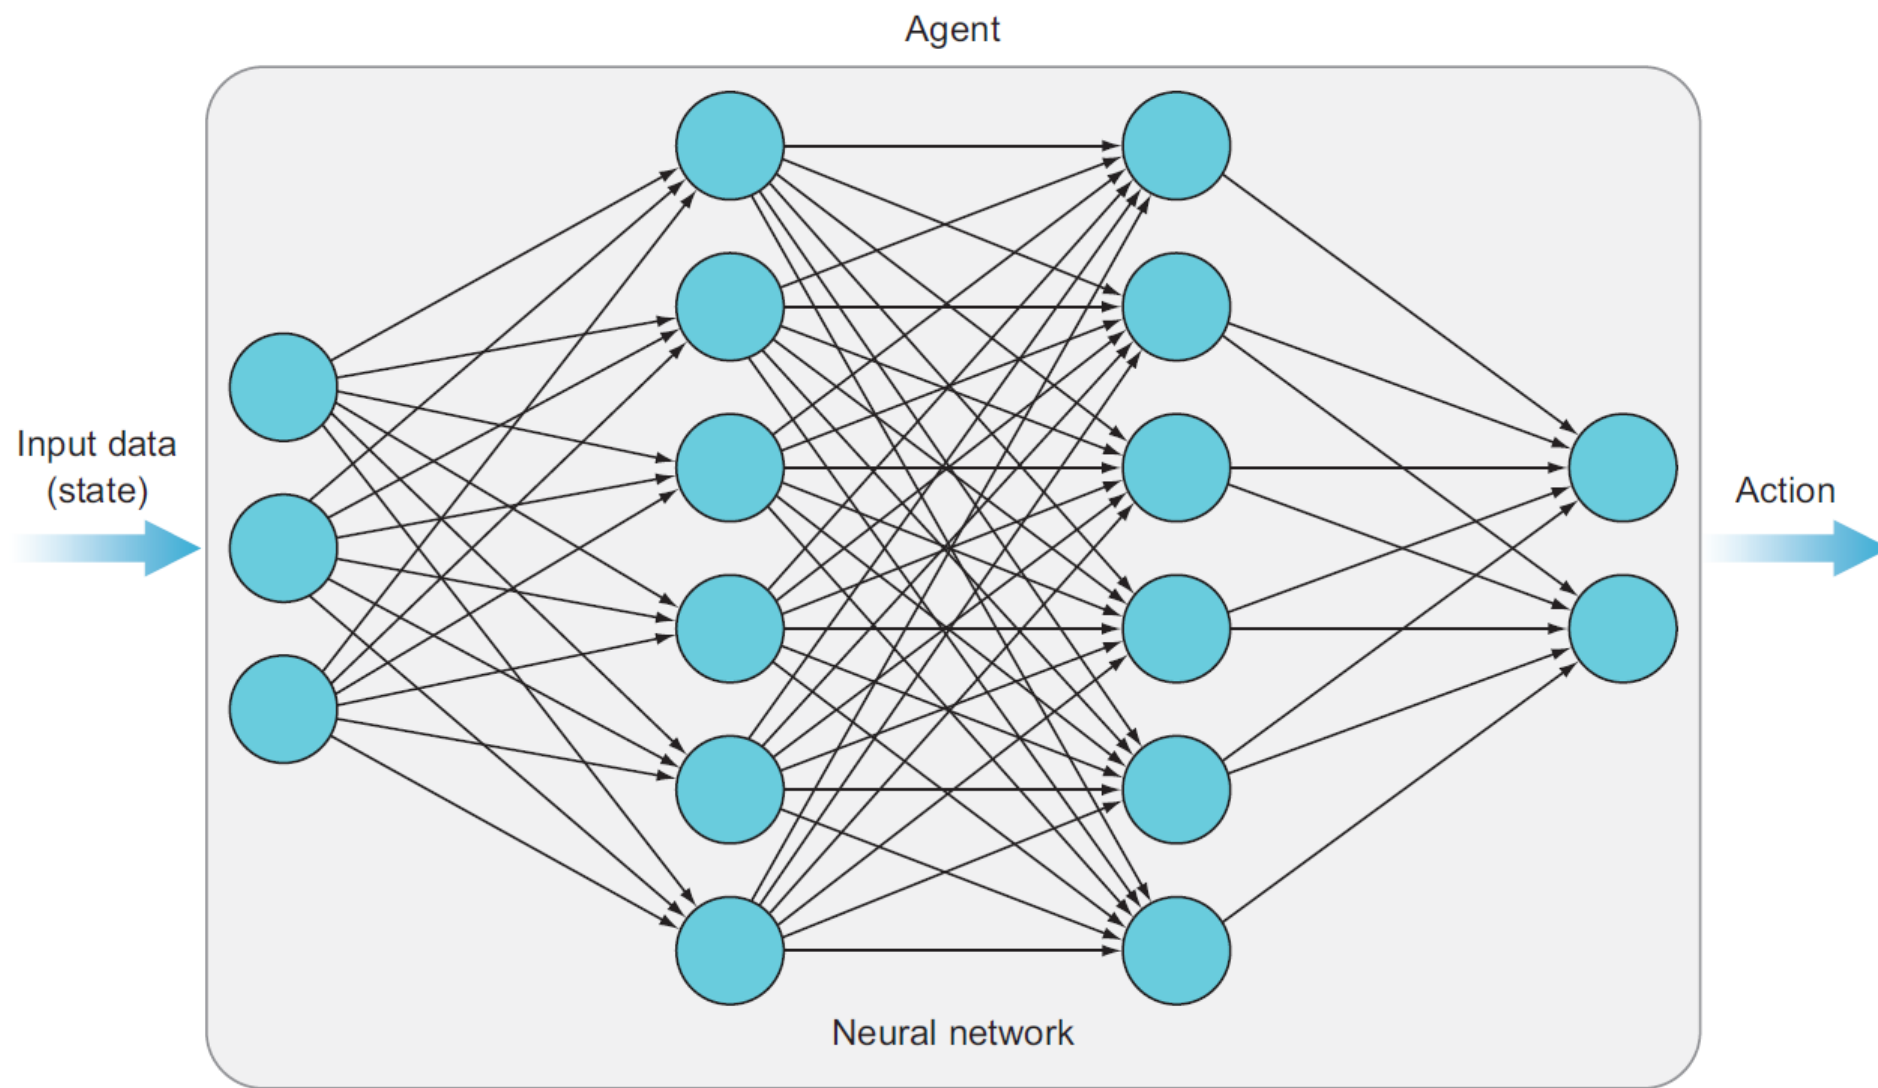 Agent
Input data
(state)
Action
Neural network